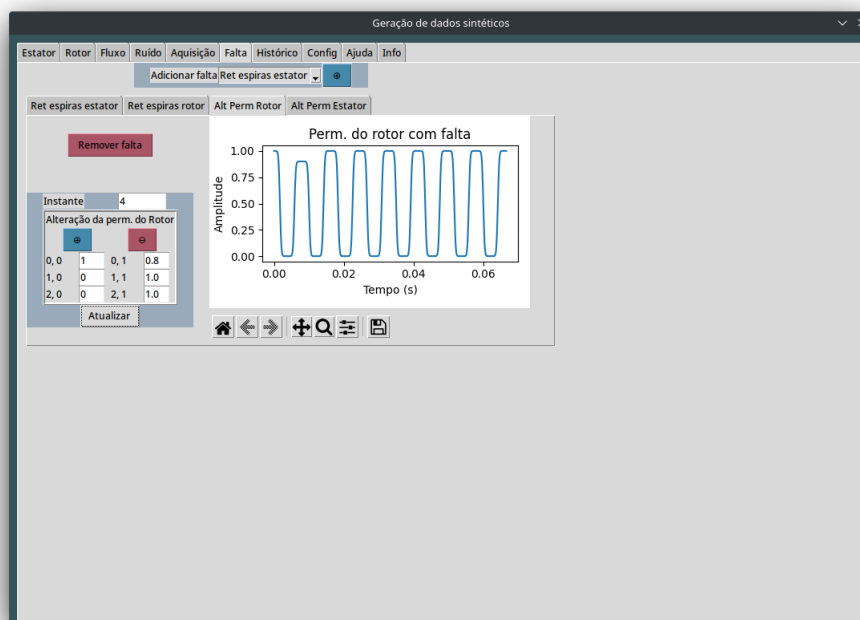 Geração de dados sintéticos
Estator Rotor Fluxo Ruído Aquisição Falta Histórico Config Ajuda Info
Adicionar falta Ret espiras estator
Ret espiras estator Ret espiras rotor Alt Perm Rotor Alt Perm Estator
Remover falta
Instante 4
Alteração da perm. do Rotor
0, 0 1 0, 1 0.8
1, 0 0 1, 1 1.0
2, 0 0 2, 1 1.0
Atualizar
Perm. do rotor com falta
Amplitude
1.00
0.75
0.50
0.25
0.00
0.00 0.02 0.04 0.06
Tempo (s)